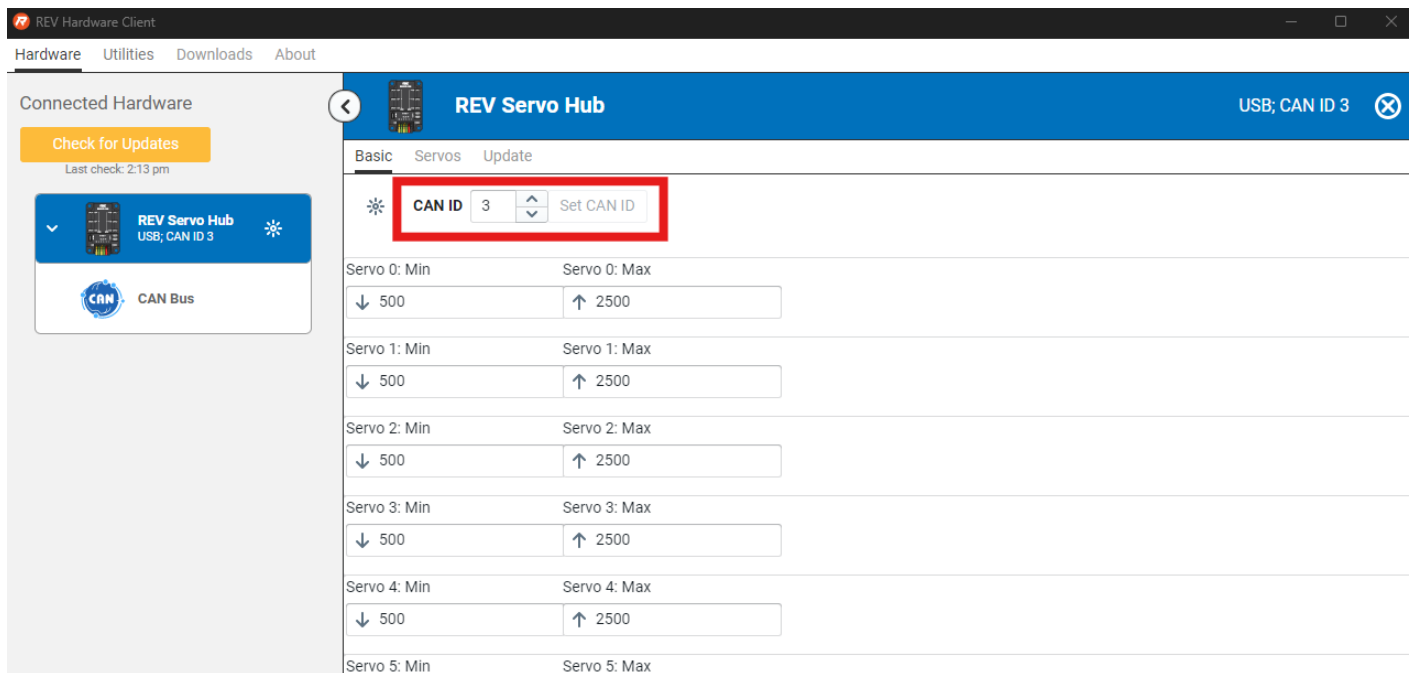 REV Hardware Client
Hardware Utilities Downloads About
Connected Hardware
Check for Updates
Last check: 2:13 pm
REV Servo Hub
USB; CAN ID 3
CAN
CAN Bus
REV Servo Hub
USB; CAN ID 3
Basic Servos Update
CAN ID 3 Set CAN ID
Servo 0: Min Servo 0: Max
500 2500
Servo 1: Min Servo 1: Max
500 2500
Servo 2: Min Servo 2: Max
500 2500
Servo 3: Min Servo 3: Max
500 2500
Servo 4: Min Servo 4: Max
500 2500
Servo 5: Min Servo 5: Max